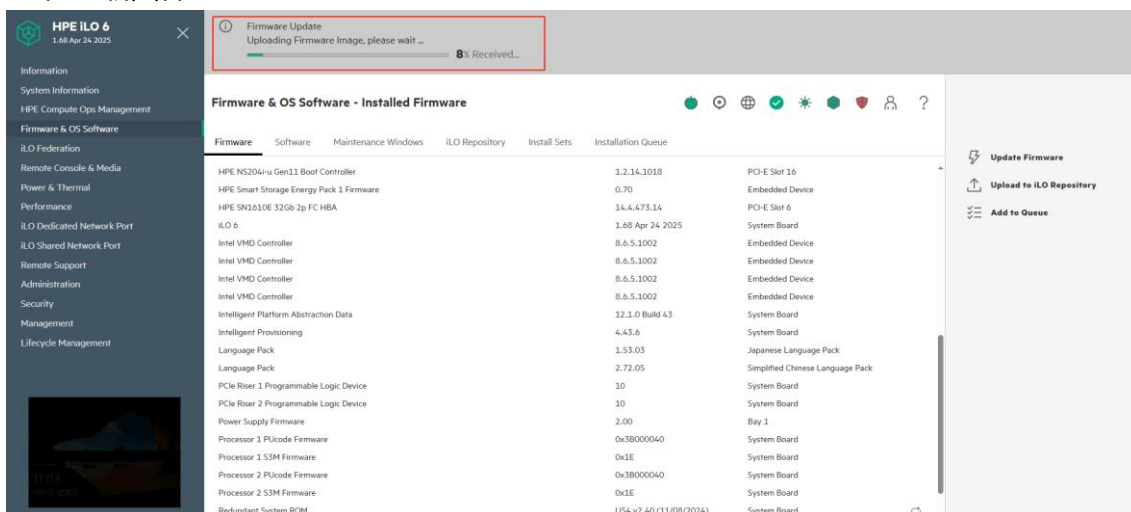 HPE iLO 6
1.68 Apr 24 2025
Firmware Update
Uploading Firmware Image, please wait ...
8% Received...
Information
System Information
HPE Compute Ops Management
Firmware & OS Software
iLO Federation
Remote Console & Media
Power & Thermal
Performance
iLO Dedicated Network Port
iLO Shared Network Port
Remote Support
Administration
Security
Management
Lifecycle Management
11:03
Firmware & OS Software - Installed Firmware
Firmware Software Maintenance Windows iLO Repository Install Sets Installation Queue
HPE NS204i-u Gen11 Boot Controller 1.2.14.1018 PCI-E Slot 16
HPE Smart Storage Energy Pack 1 Firmware 0.70 Embedded Device
HPE SN1610E 32Gb 2p FC HBA 14.4.473.14 PCI-E Slot 6
iLO 6 1.68 Apr 24 2025 System Board
Intel VMD Controller 8.6.5.1002 Embedded Device
Intel VMD Controller 8.6.5.1002 Embedded Device
Intel VMD Controller 8.6.5.1002 Embedded Device
Intel VMD Controller 8.6.5.1002 Embedded Device
Intelligent Platform Abstraction Data 12.1.0 Build 43 System Board
Intelligent Provisioning 4.43.6 System Board
Language Pack 1.53.03 Japanese Language Pack
Language Pack 2.72.05 Simplified Chinese Language Pack
PCIe Riser 1 Programmable Logic Device 10 System Board
PCIe Riser 2 Programmable Logic Device 10 System Board
Power Supply Firmware 2.00 Bay 1
Processor 1 PUcode Firmware 0x3B000040 System Board
Processor 1 S3M Firmware 0x1E System Board
Processor 2 PUcode Firmware 0x3B000040 System Board
Processor 2 S3M Firmware 0x1E System Board
Redundant System ROM U54 v2.40 (11/08/2024) System Board
Update Firmware
Upload to iLO Repository
Add to Queue